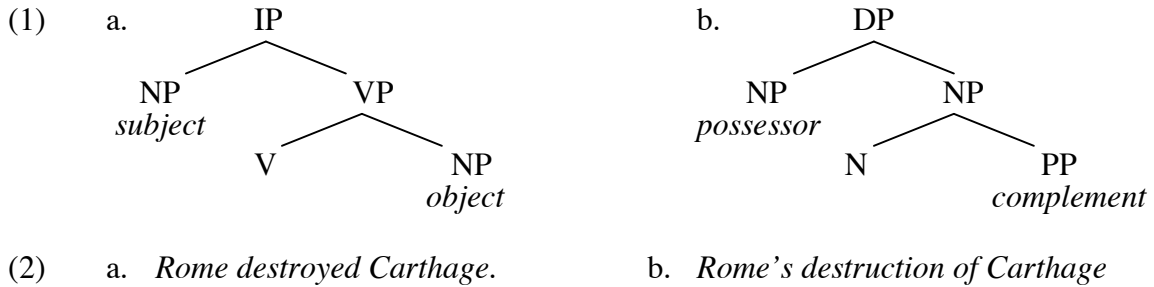 (1) a. IP b. DP
NP VP NP NP
subject possessor
V NP N PP
object complement
(2) a. Rome destroyed Carthage. b. Rome’s destruction of Carthage